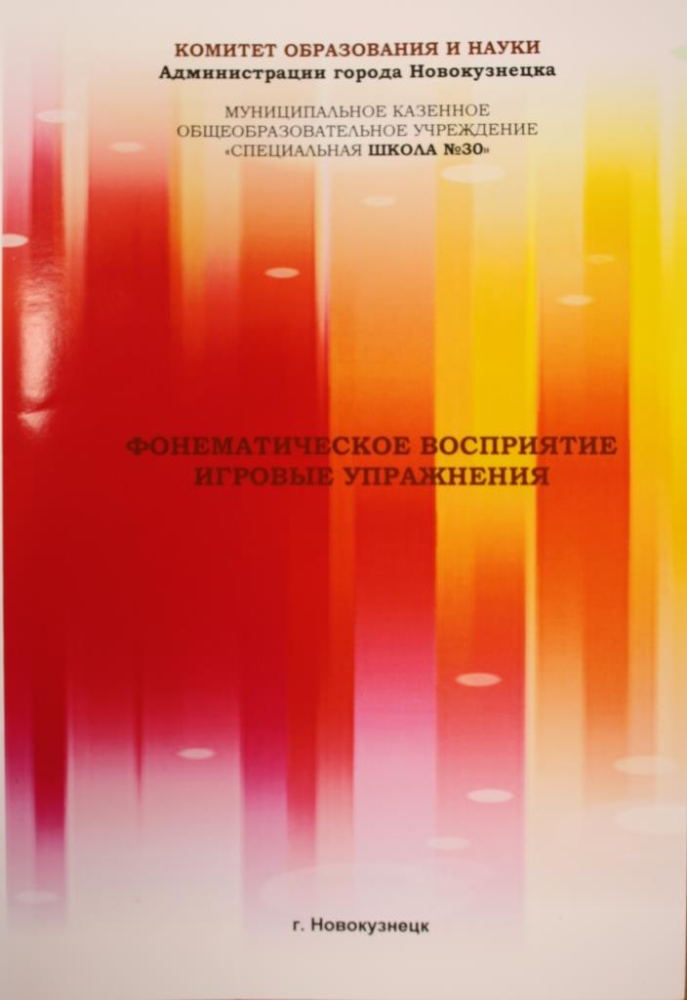 КОМИТЕТ ОБРАЗОВАНИЯ И НАУКИ
Администрации города Новокузнецка
МУНИЦИПАЛЬНОЕ КАЗЕННОЕ
ОБЩЕОБРАЗОВАТЕЛЬНОЕ УЧРЕЖДЕНИЕ
«СПЕЦИАЛЬНАЯ ШКОЛА №30»
ФОНЕМАТИЧЕСКОЕ ВОСПРИЯТИЕ
ИГРОВЫЕ УПРАЖНЕНИЯ
г. Новокузнецк